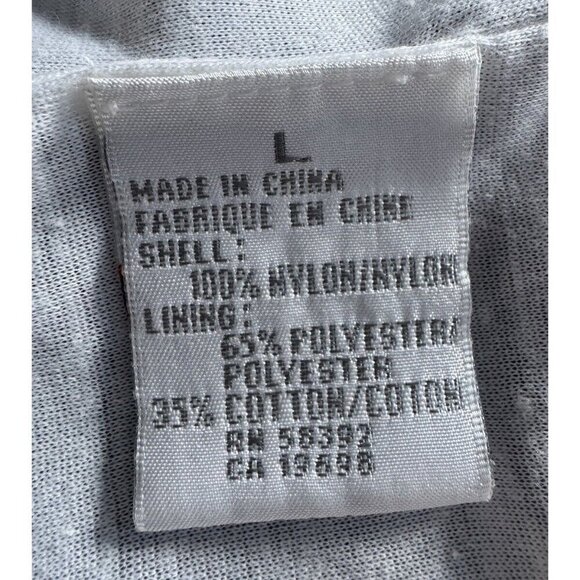 L
MADE IN CHINA
FABRIQUE EN CHINE
SHELL:
100% NYLON/NYLON
LINING:
65% POLYESTER/
POLYESTER
35% COTTON/COTON
RN 58392
CA 19698